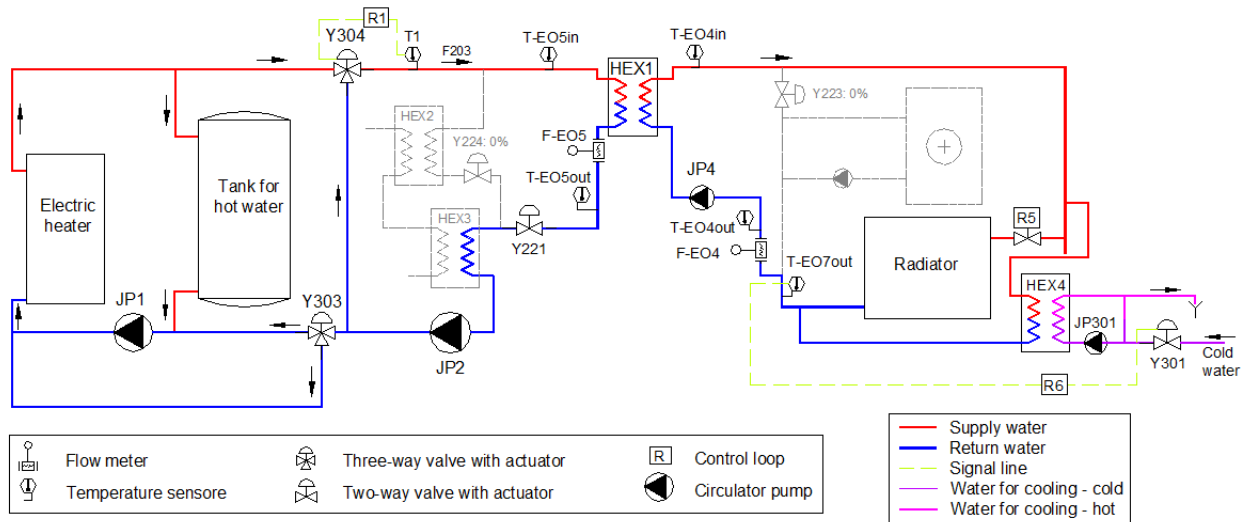 R1
Y304
T1
F203
T-EO5in
HEX1
T-EO4in
Y223: 0%
HEX2
Y224: 0%
F-EO5
T-EO5out
JP4
Electric
heater
Tank for
hot water
HEX3
Y221
T-EO4out
F-EO4
T-EO7out
Radiator
R5
JP1
Y303
JP2
HEX4
JP301
Y301
Cold
water
R6
Flow meter
Temperature sensore
Three-way valve with actuator
Two-way valve with actuator
R
Control loop
Circulator pump
Supply water
Return water
Signal line
Water for cooling - cold
Water for cooling - hot